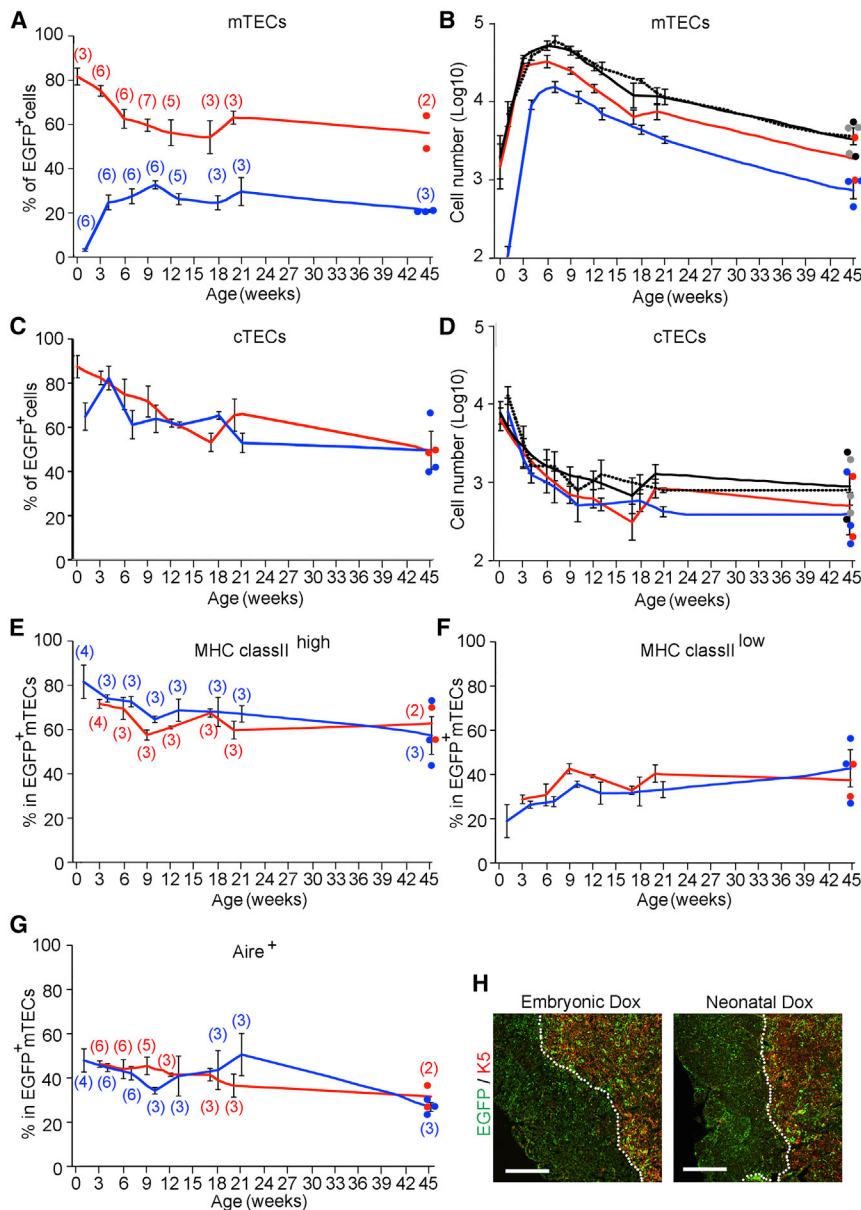 A
mTECs
% of EGFP+ cells
100
80
60
40
20
0
(3)
(6)
(6)
(7)
(5)
(3)
(3)
(2)
(6)
(6)
(6)
(6)
(5)
(3)
(3)
(3)
0 3 6 9 12 15 18 21 24 27 30 33 36 39 42 45
Age (weeks)
B
mTECs
Cell number (Log10)
5
4
3
2
0 3 6 9 12 15 18 21 24 27 30 33 36 39 42 45
Age (weeks)
C
cTECs
% of EGFP+ cells
100
80
60
40
20
0
0 3 6 9 12 15 18 21 24 27 30 33 36 39 42 45
Age (weeks)
D
cTECs
Cell number (Log10)
5
4
3
2
0 3 6 9 12 15 18 21 24 27 30 33 36 39 42 45
Age (weeks)
E
MHC classII high
% in EGFP+ mTECs
100
80
60
40
20
0
(4)
(3)
(3)
(3)
(3)
(3)
(3)
(2)
(4)
(3)
(3)
(3)
(3)
(3)
(3)
0 3 6 9 12 15 18 21 24 27 30 33 36 39 42 45
Age (weeks)
F
MHC classII low
% in EGFP+ mTECs
100
80
60
40
20
0
0 3 6 9 12 15 18 21 24 27 30 33 36 39 42 45
Age (weeks)
G
Aire+
% in EGFP+ mTECs
100
80
60
40
20
0
(6)
(6)
(5)
(3)
(3)
(3)
(2)
(4)
(6)
(6)
(3)
(3)
(3)
(3)
(3)
0 3 6 9 12 15 18 21 24 27 30 33 36 39 42 45
Age (weeks)
H
Embryonic Dox
Neonatal Dox
EGFP / K5